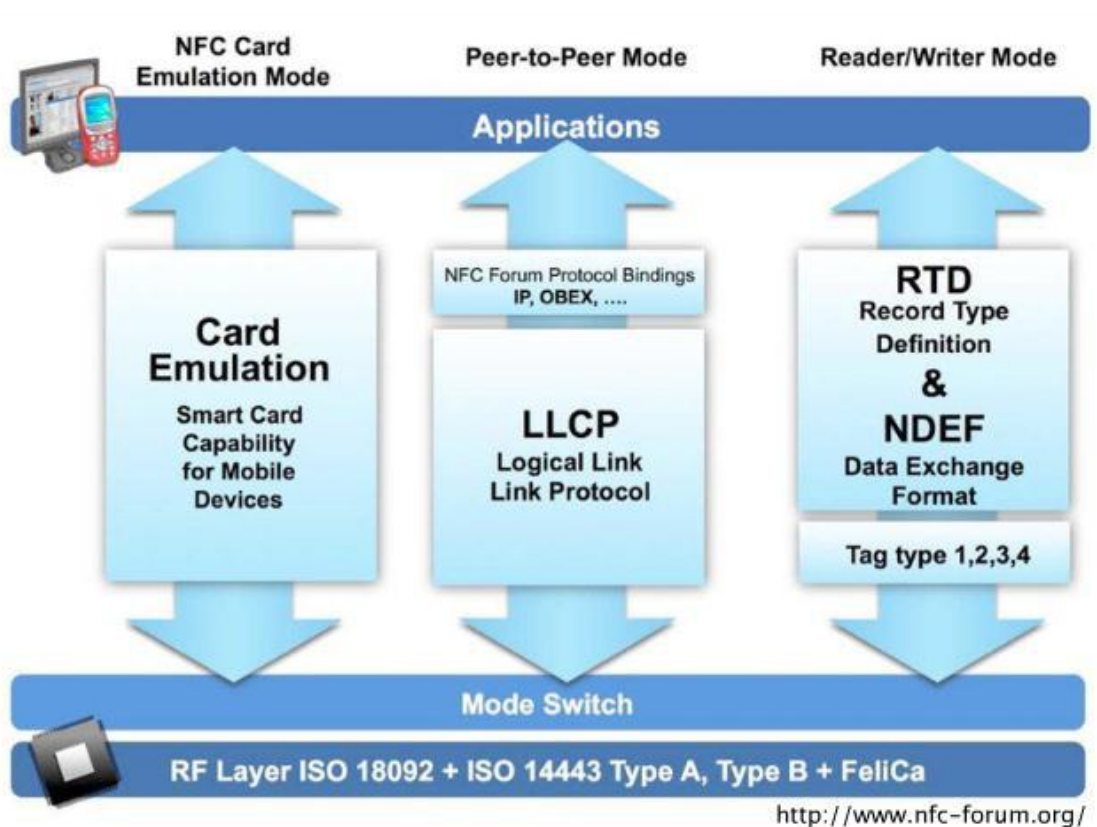 NFC Card
Emulation Mode
Peer-to-Peer Mode
Reader/Writer Mode
Applications
Card
Emulation
Smart Card
Capability
for Mobile
Devices
NFC Forum Protocol Bindings
IP, OBEX, ....
LLCP
Logical Link
Link Protocol
RTD
Record Type
Definition
&
NDEF
Data Exchange
Format
Tag type 1,2,3,4
Mode Switch
RF Layer ISO 18092 + ISO 14443 Type A, Type B + FeliCa
http://www.nfc-forum.org/